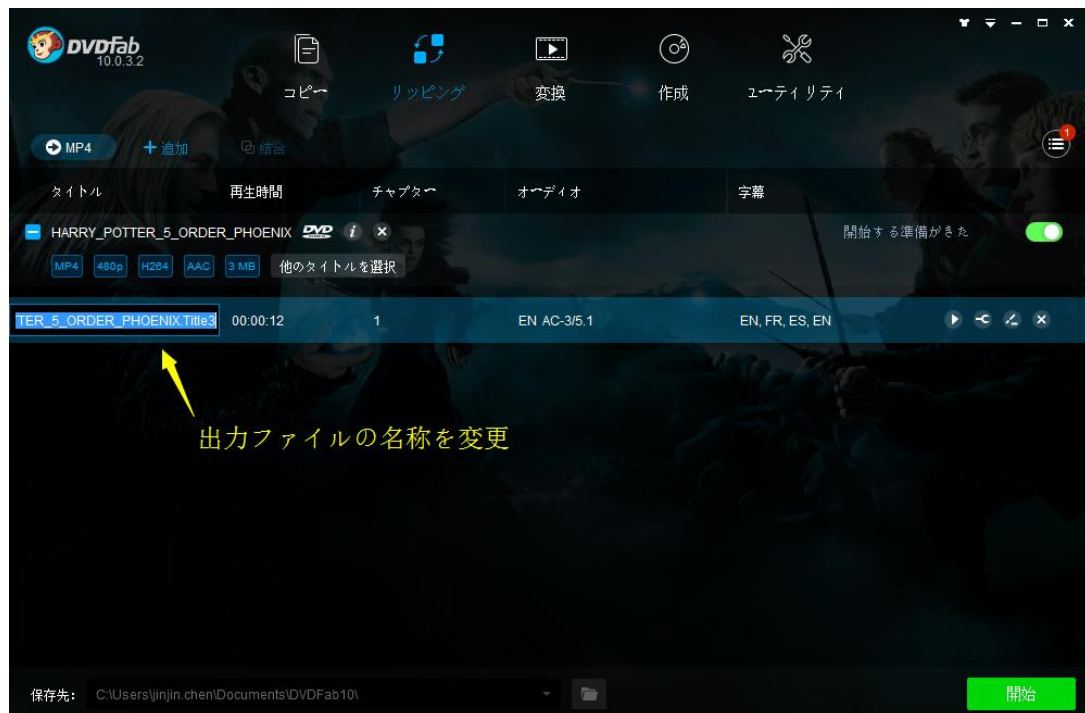 DVDFab
10.0.3.2
コピー
リッピング
変換
作成
ユーティリティ
MP4
追加
結合
1
タイトル
再生時間
チャプター
オーディオ
字幕
HARRY_POTTER_5_ORDER_PHOENIX DVD
開始する準備がきた
MP4 480p H264 AAC 3 MB 他のタイトルを選択
TER_5_ORDER_PHOENIX.Title3 00:00:12 1 EN AC-3/5.1 EN, FR, ES, EN
出力ファイルの名称を変更
保存先: C:\Users\jinjin.chen\Documents\DVDFab10\
開始